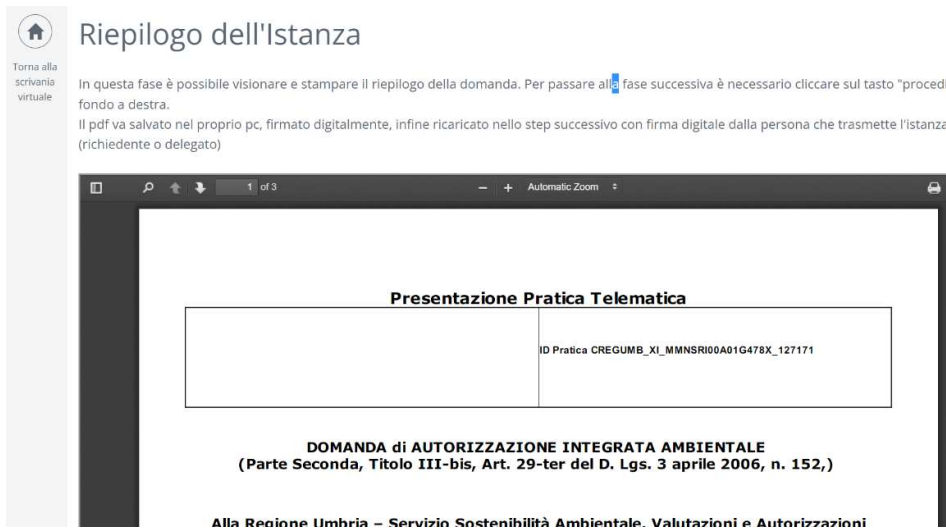 Riepilogo dell'Istanza
Torna alla
scrivania
virtuale
In questa fase è possibile visionare e stampare il riepilogo della domanda. Per passare alla fase successiva è necessario cliccare sul tasto "procedi
fondo a destra.
Il pdf va salvato nel proprio pc, firmato digitalmente, infine ricaricato nello step successivo con firma digitale dalla persona che trasmette l'istanza
(richiedente o delegato)
1 of 3
Automatic Zoom
Presentazione Pratica Telematica
ID Pratica CREGUMB_XI_MMNSRI00A01G478X_127171
DOMANDA di AUTORIZZAZIONE INTEGRATA AMBIENTALE
(Parte Seconda, Titolo III-bis, Art. 29-ter del D. Lgs. 3 aprile 2006, n. 152,)
Alla Regione Umbria – Servizio Sostenibilità Ambientale, Valutazioni e Autorizzazioni